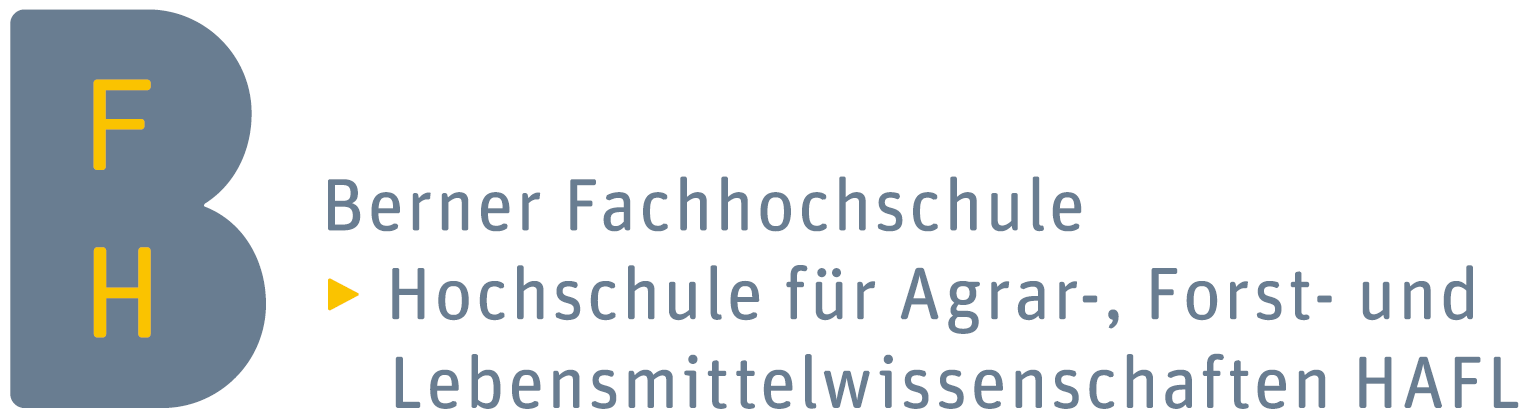 B
F
H
Berner Fachhochschule
Hochschule für Agrar-, Forst- und
Lebensmittelwissenschaften HAFL